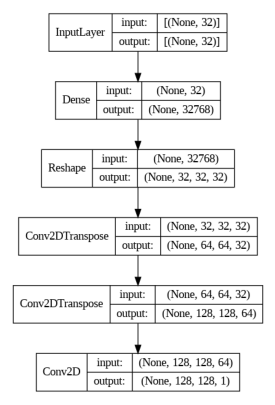 InputLayer input: [(None, 32)]
output: [(None, 32)]
Dense input: (None, 32)
output: (None, 32768)
Reshape input: (None, 32768)
output: (None, 32, 32, 32)
Conv2DTranspose input: (None, 32, 32, 32)
output: (None, 64, 64, 32)
Conv2DTranspose input: (None, 64, 64, 32)
output: (None, 128, 128, 64)
Conv2D input: (None, 128, 128, 64)
output: (None, 128, 128, 1)